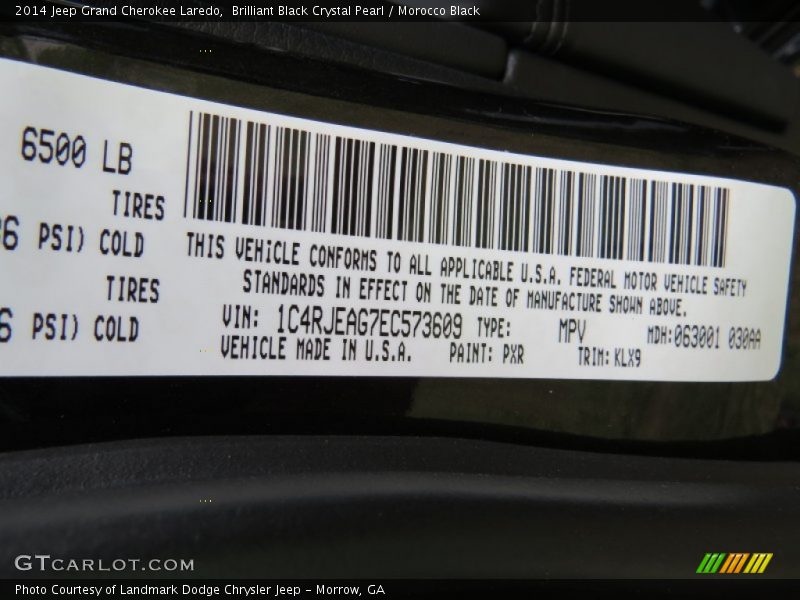 2014 Jeep Grand Cherokee Laredo,  Brilliant Black Crystal Pearl / Morocco Black
6500 LB
TIRES
PSI) COLD
TIRES
PSI) COLD
THIS VEHICLE CONFORMS TO ALL APPLICABLE U.S.A. FEDERAL MOTOR VEHICLE SAFETY
STANDARDS IN EFFECT ON THE DATE OF MANUFACTURE SHOWN ABOVE.
VIN: 1C4RJEAG7EC573609 TYPE: MPV MDH:063001 030AA
VEHICLE MADE IN U.S.A. PAINT: PXR TRIM: KLX9
GTCARLOT.COM
Photo Courtesy of Landmark Dodge Chrysler Jeep - Morrow, GA